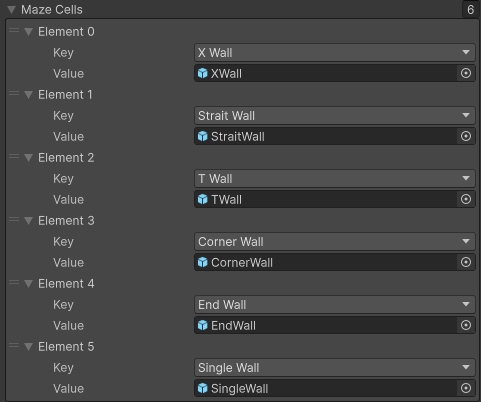 Maze Cells 6
Element 0
Key X Wall
Value XWall
Element 1
Key Strait Wall
Value StraitWall
Element 2
Key T Wall
Value TWall
Element 3
Key Corner Wall
Value CornerWall
Element 4
Key End Wall
Value EndWall
Element 5
Key Single Wall
Value SingleWall